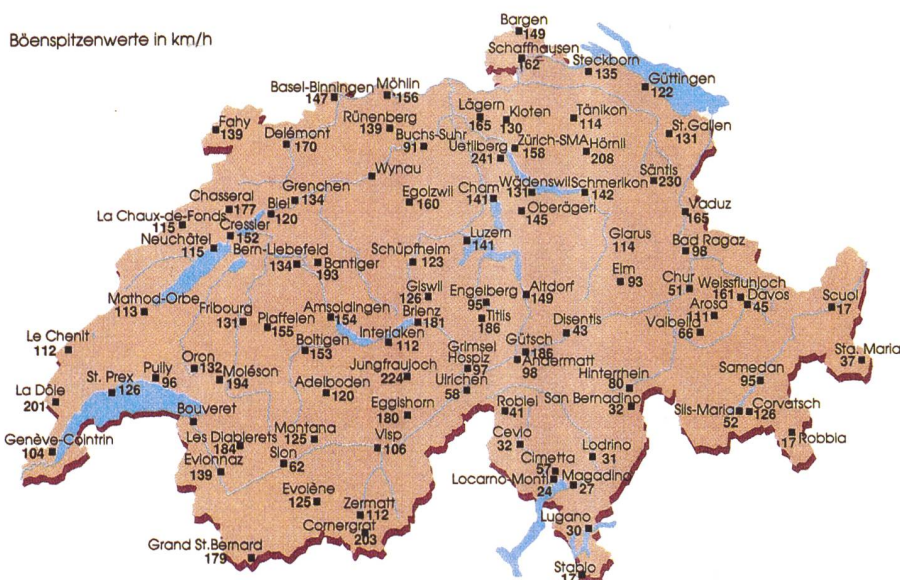 Böenspitzenwerte in km/h
Bargen
149
Schaffhausen
162
Steckborn
135
Güttingen
122
Basel-Binningen
147
Möhlin
156
Fahy
139
Rünenberg
139
Delémont
170
Buchs-Suhr
91
Lägern
165
Kloten
130
Tänikon
114
St.Gallen
131
Uetliberg
241
Zürich-SMA
158
Hörnli
208
Wynau
Säntis
230
Chasseral
177
Grenchen
134
Biel
120
Egolzwil
160
Cham
141
Wädenswil
131
Schmerikon
142
Oberägeri
145
Vaduz
165
La Chaux-de-Fonds
115
Cressier
152
Neuchâtel
115
Bern-Liebefeld
134
Bantiger
193
Schüpfheim
123
Luzern
141
Glarus
114
Bad Ragaz
98
Elm
93
Chur
51
Weissfluhjoch
161
Davos
45
Arosa
111
Valbella
66
Scuol
17
Mathod-Orbe
113
Fribourg
131
Plaffeien
155
Amsoldingen
154
Giswil
126
Brienz
181
Engelberg
95
Titlis
186
Altdorf
149
Interlaken
112
Disentis
43
Le Chenit
112
Boltigen
153
Grimsel
Hospiz
97
Gütsch
186
Andermatt
98
Sta. Maria
37
Oron
132
Pully
96
St. Prex
126
Moléson
194
Jungfraujoch
224
Ulrichen
58
Hinterrhein
80
Samedan
95
La Dôle
201
Adelboden
120
Eggishorn
180
Robiei
41
San Bernadino
32
Sils-Maria
52
Corvatsch
126
Bouveret
Genève-Cointrin
104
Les Diablerets
184
Montana
125
Visp
106
Cevio
32
Lodrino
31
Robbia
17
Evionnaz
139
Sion
62
Cimetta
57
Locarno-Monti
24
Magadino
27
Evolène
125
Zermatt
112
Gornergrat
203
Lugano
30
Grand St.Bernard
179
Stabio
17